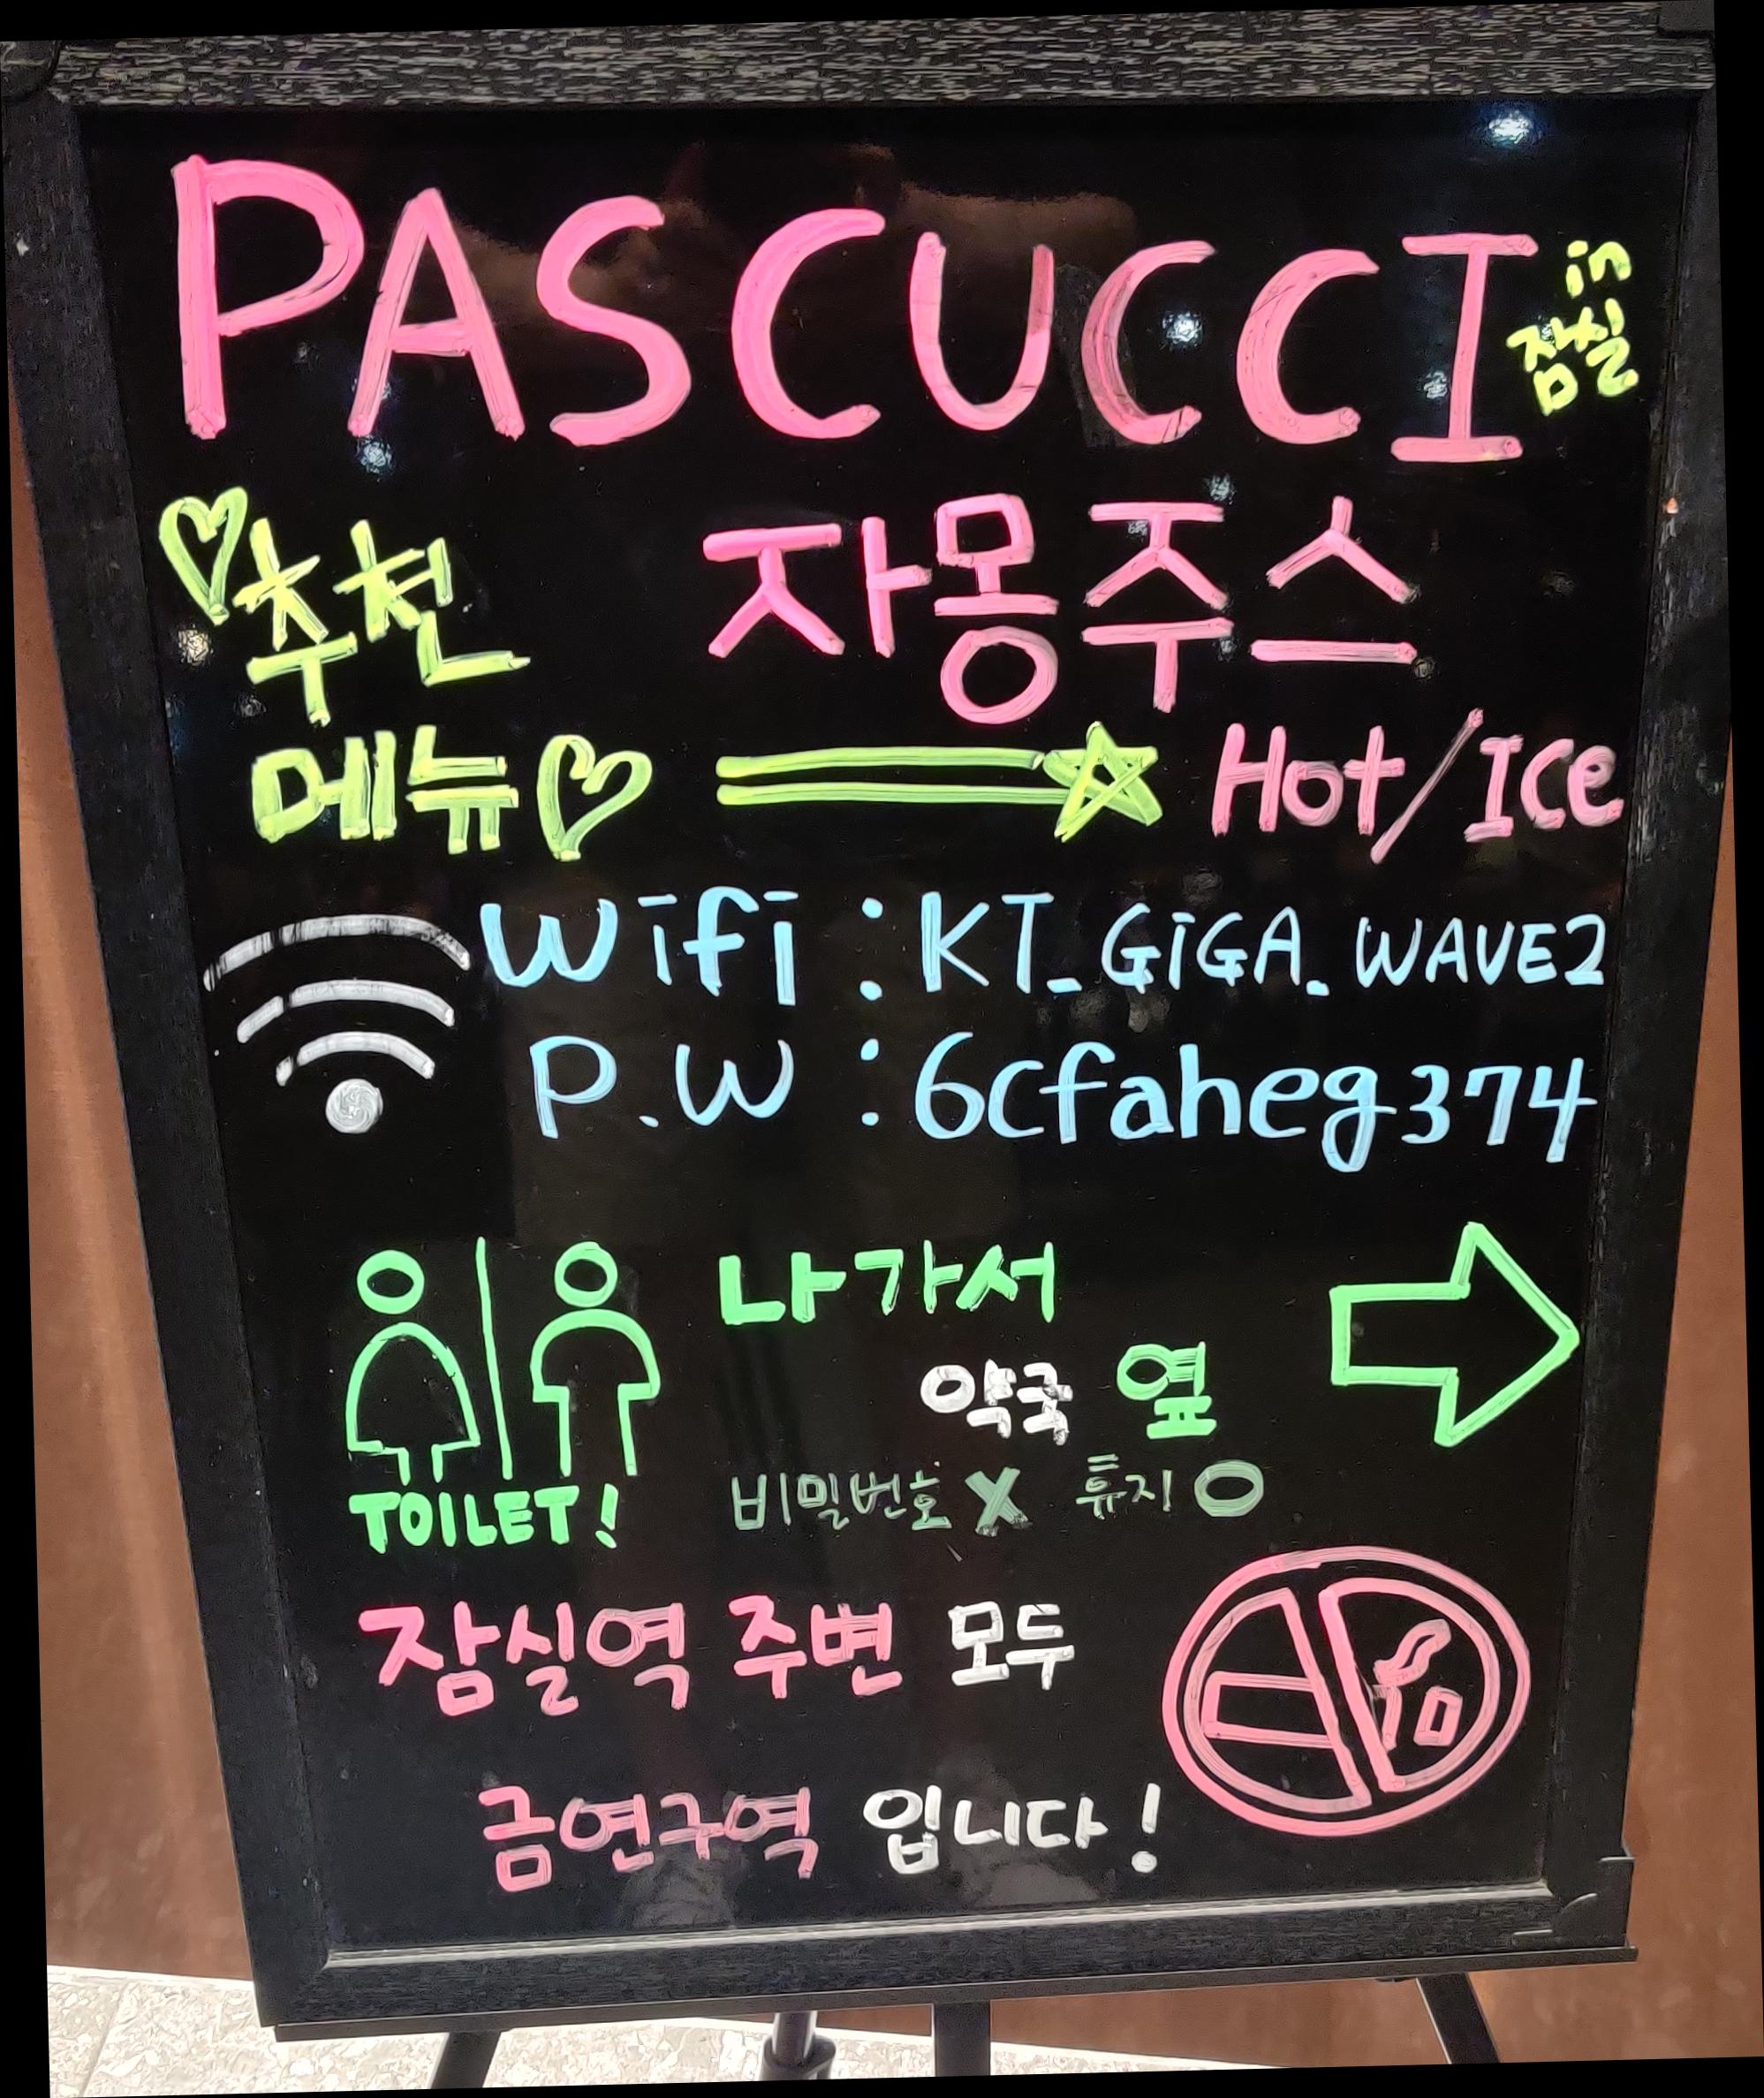 PASCUCCI in 잠실
추천 메뉴
자몽주스
Hot/Ice
Wifi : KT_GiGA_WAVE2
P.W : 6cfaheg374
나가서
약국 옆
TOILET!
비밀번호 X 휴지 O
잠실역 주변 모두
금연구역 입니다!